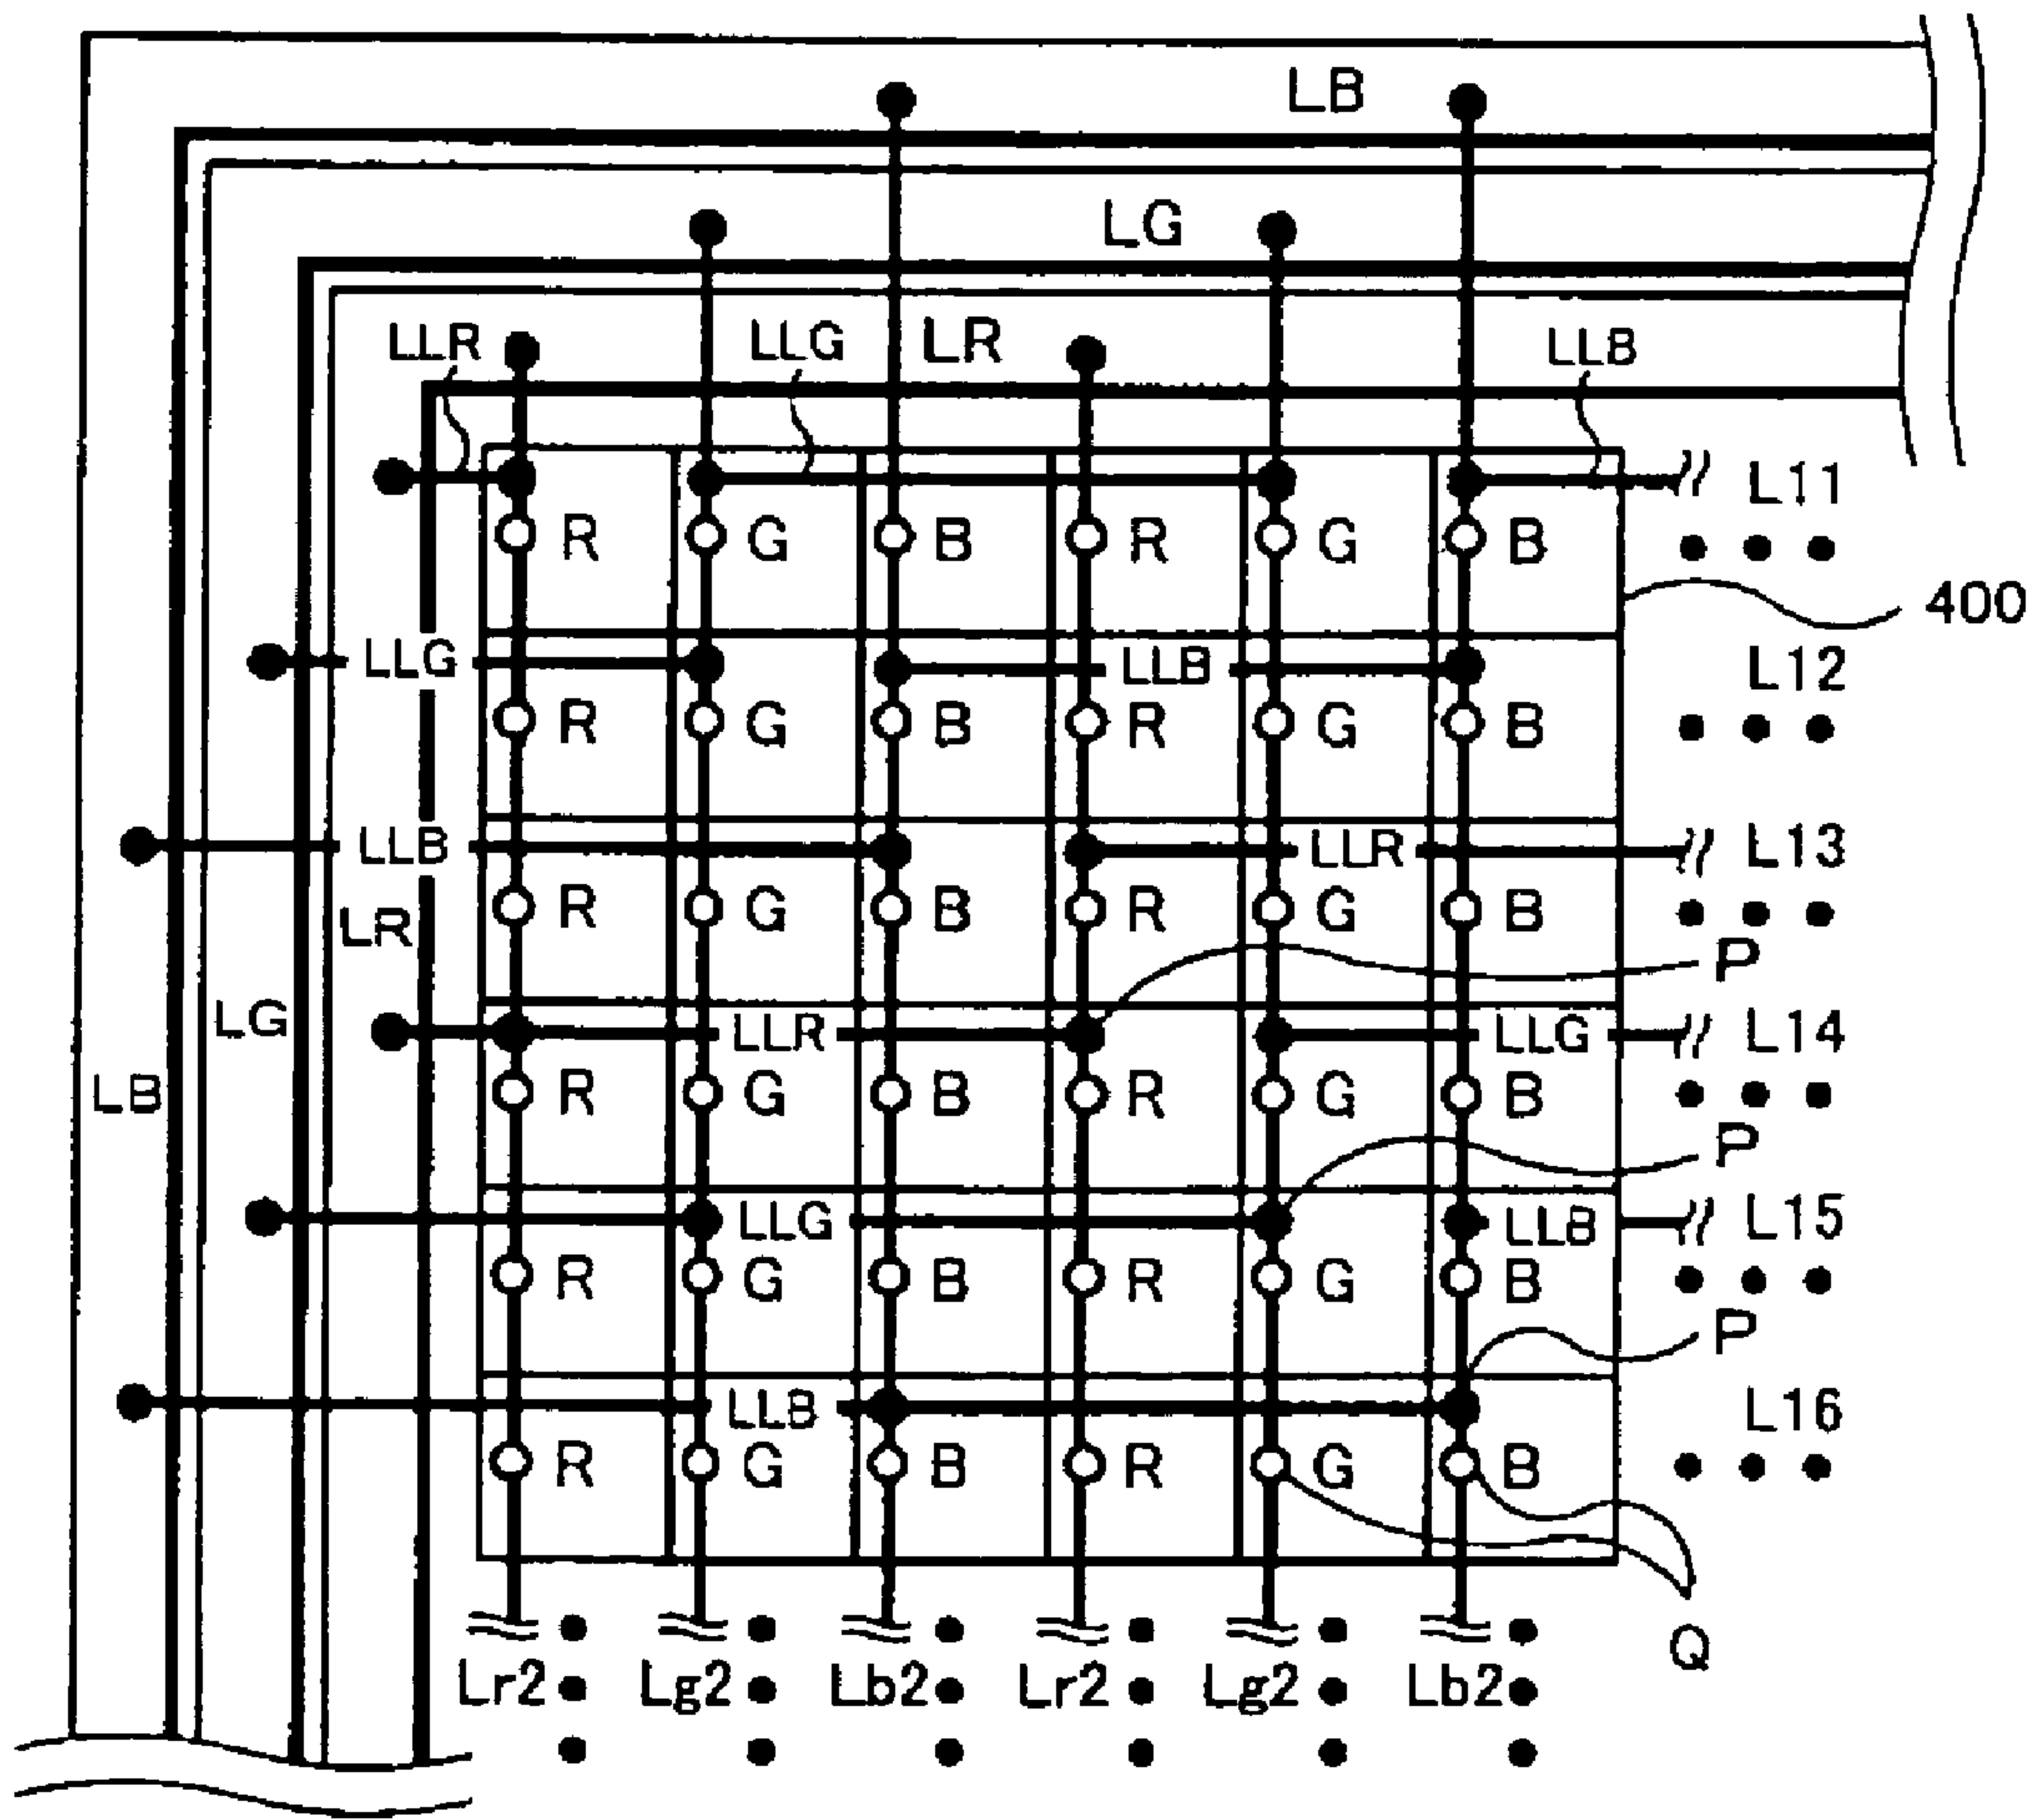 LB
LG
LLR LLG LR LLB
L11
R G B R G B
400
LLG LLB L12
R G B R G B
LLB LLR L13
R G B R G B
LR
P
LG LLR LLG L14
LB R G B R G B
P
LLG LLB L15
R G B R G B
P
LLB L16
R G B R G B
Q
Lr2 Lg2 Lb2 Lr2 Lg2 Lb2